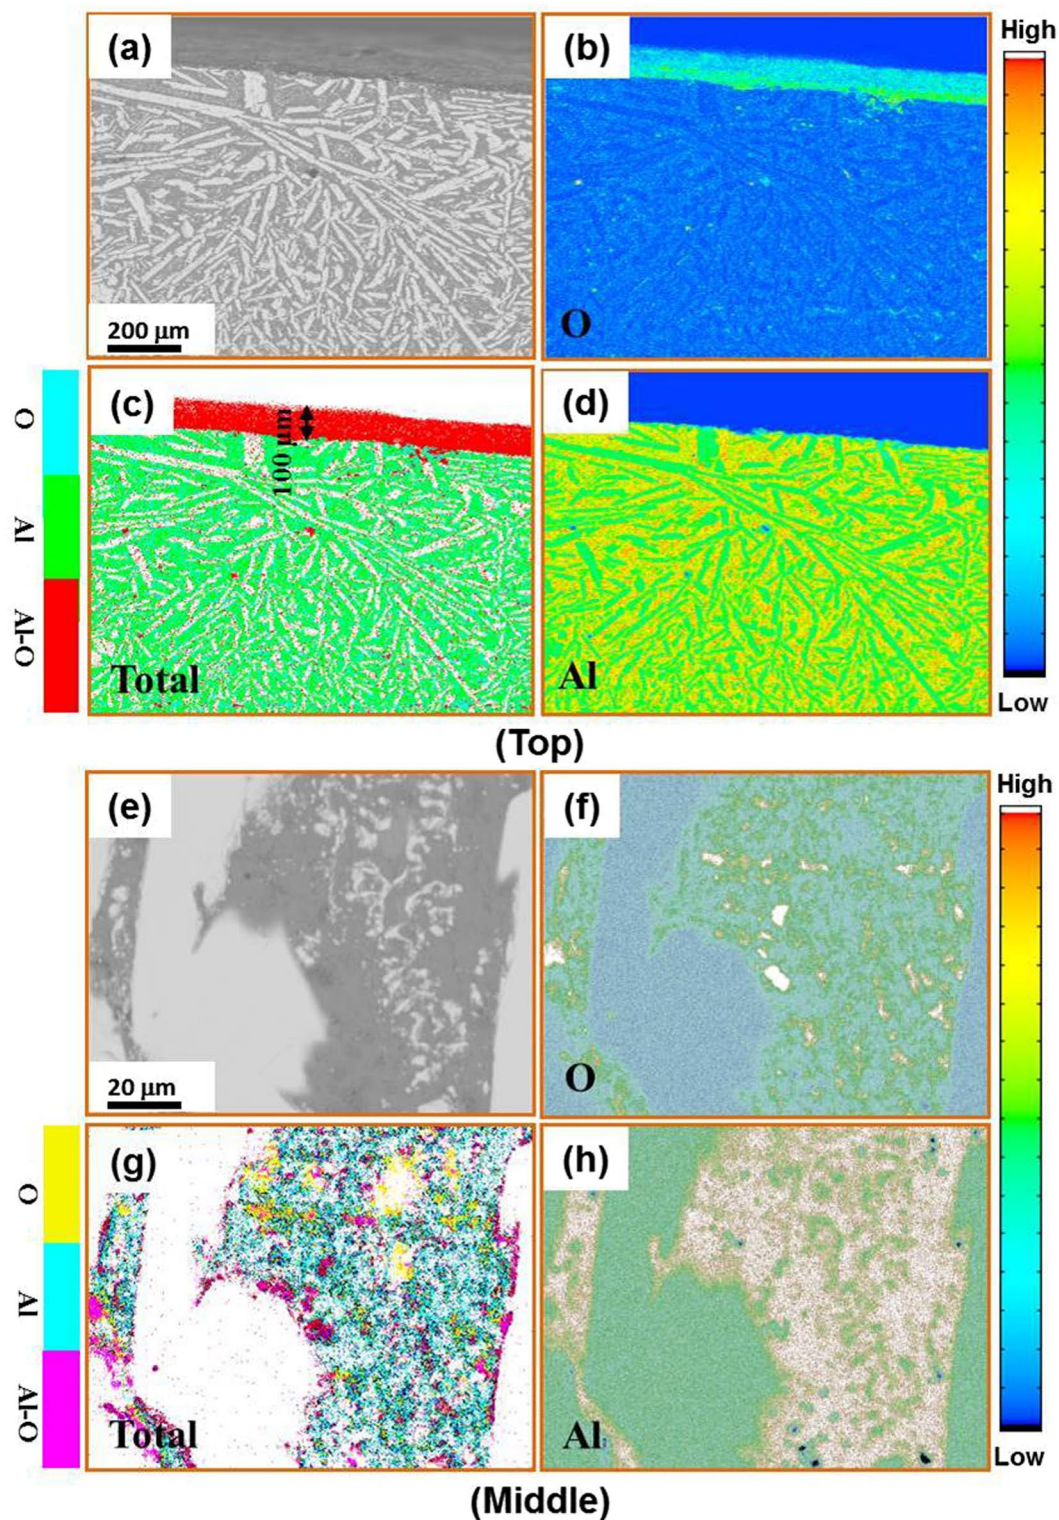 (a)
(b)
High
200 µm
O
(c)
100 µm
(d)
O
Al
Al-O
Total
Al
Low
(Top)
(e)
(f)
High
20 µm
O
(g)
(h)
O
Al
Al-O
Total
Al
Low
(Middle)